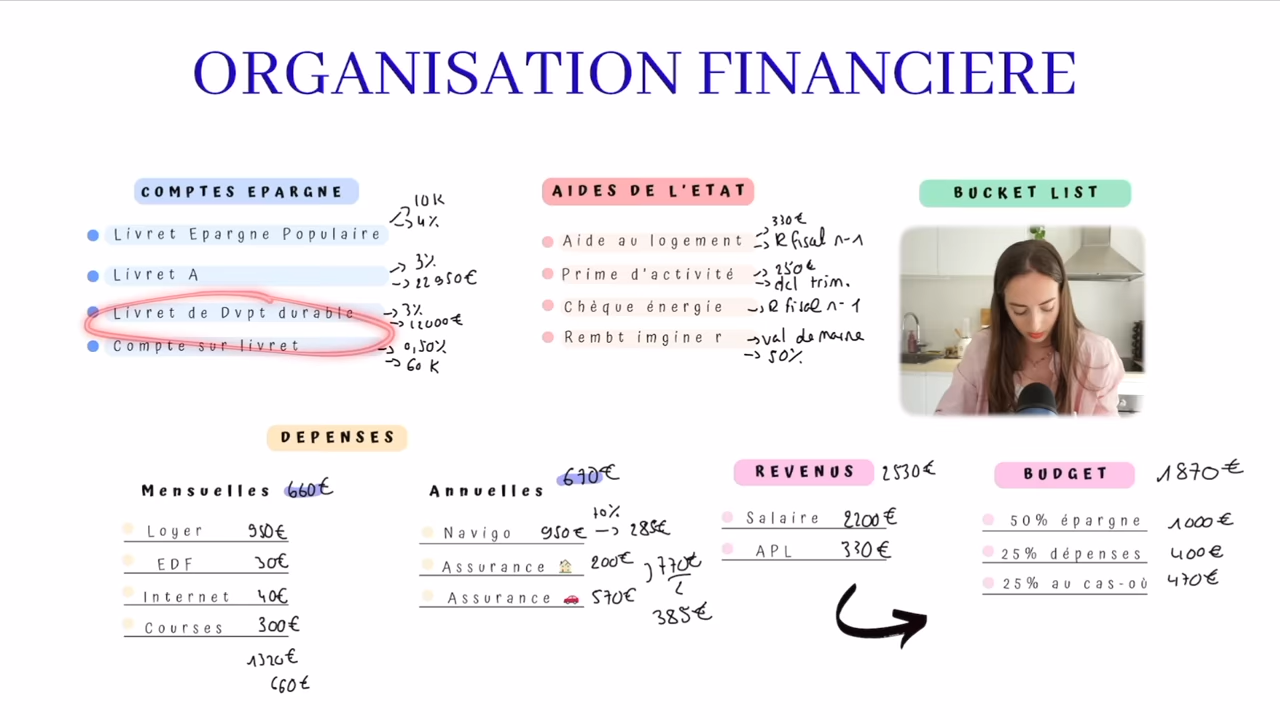 ORGANISATION FINANCIERE
COMPTES EPARGNE
Livret Epargne Populaire
10K
4%
Livret A
3%
22950€
Livret de Dvpt durable
3%
12000€
Compte sur livret
0,50%
60 K
AIDES DE L'ETAT
Aide au logement
330€
R fiscal n-1
Prime d'activité
250€
dcl trim.
Chèque énergie
R fiscal n-1
Rembt imgine r
val de marne
50%
BUCKET LIST
DEPENSES
Mensuelles 660€
Loyer 950€
EDF 30€
Internet 40€
Courses 300€
1320€
660€
Annuelles 670€
Navigo 950€ 285€
Assurance 200€
Assurance 570€
770€
385€
REVENUS 2530€
Salaire 2200€
APL 330€
BUDGET 1870€
50% épargne 1000€
25% dépenses 400€
25% au cas-où 470€